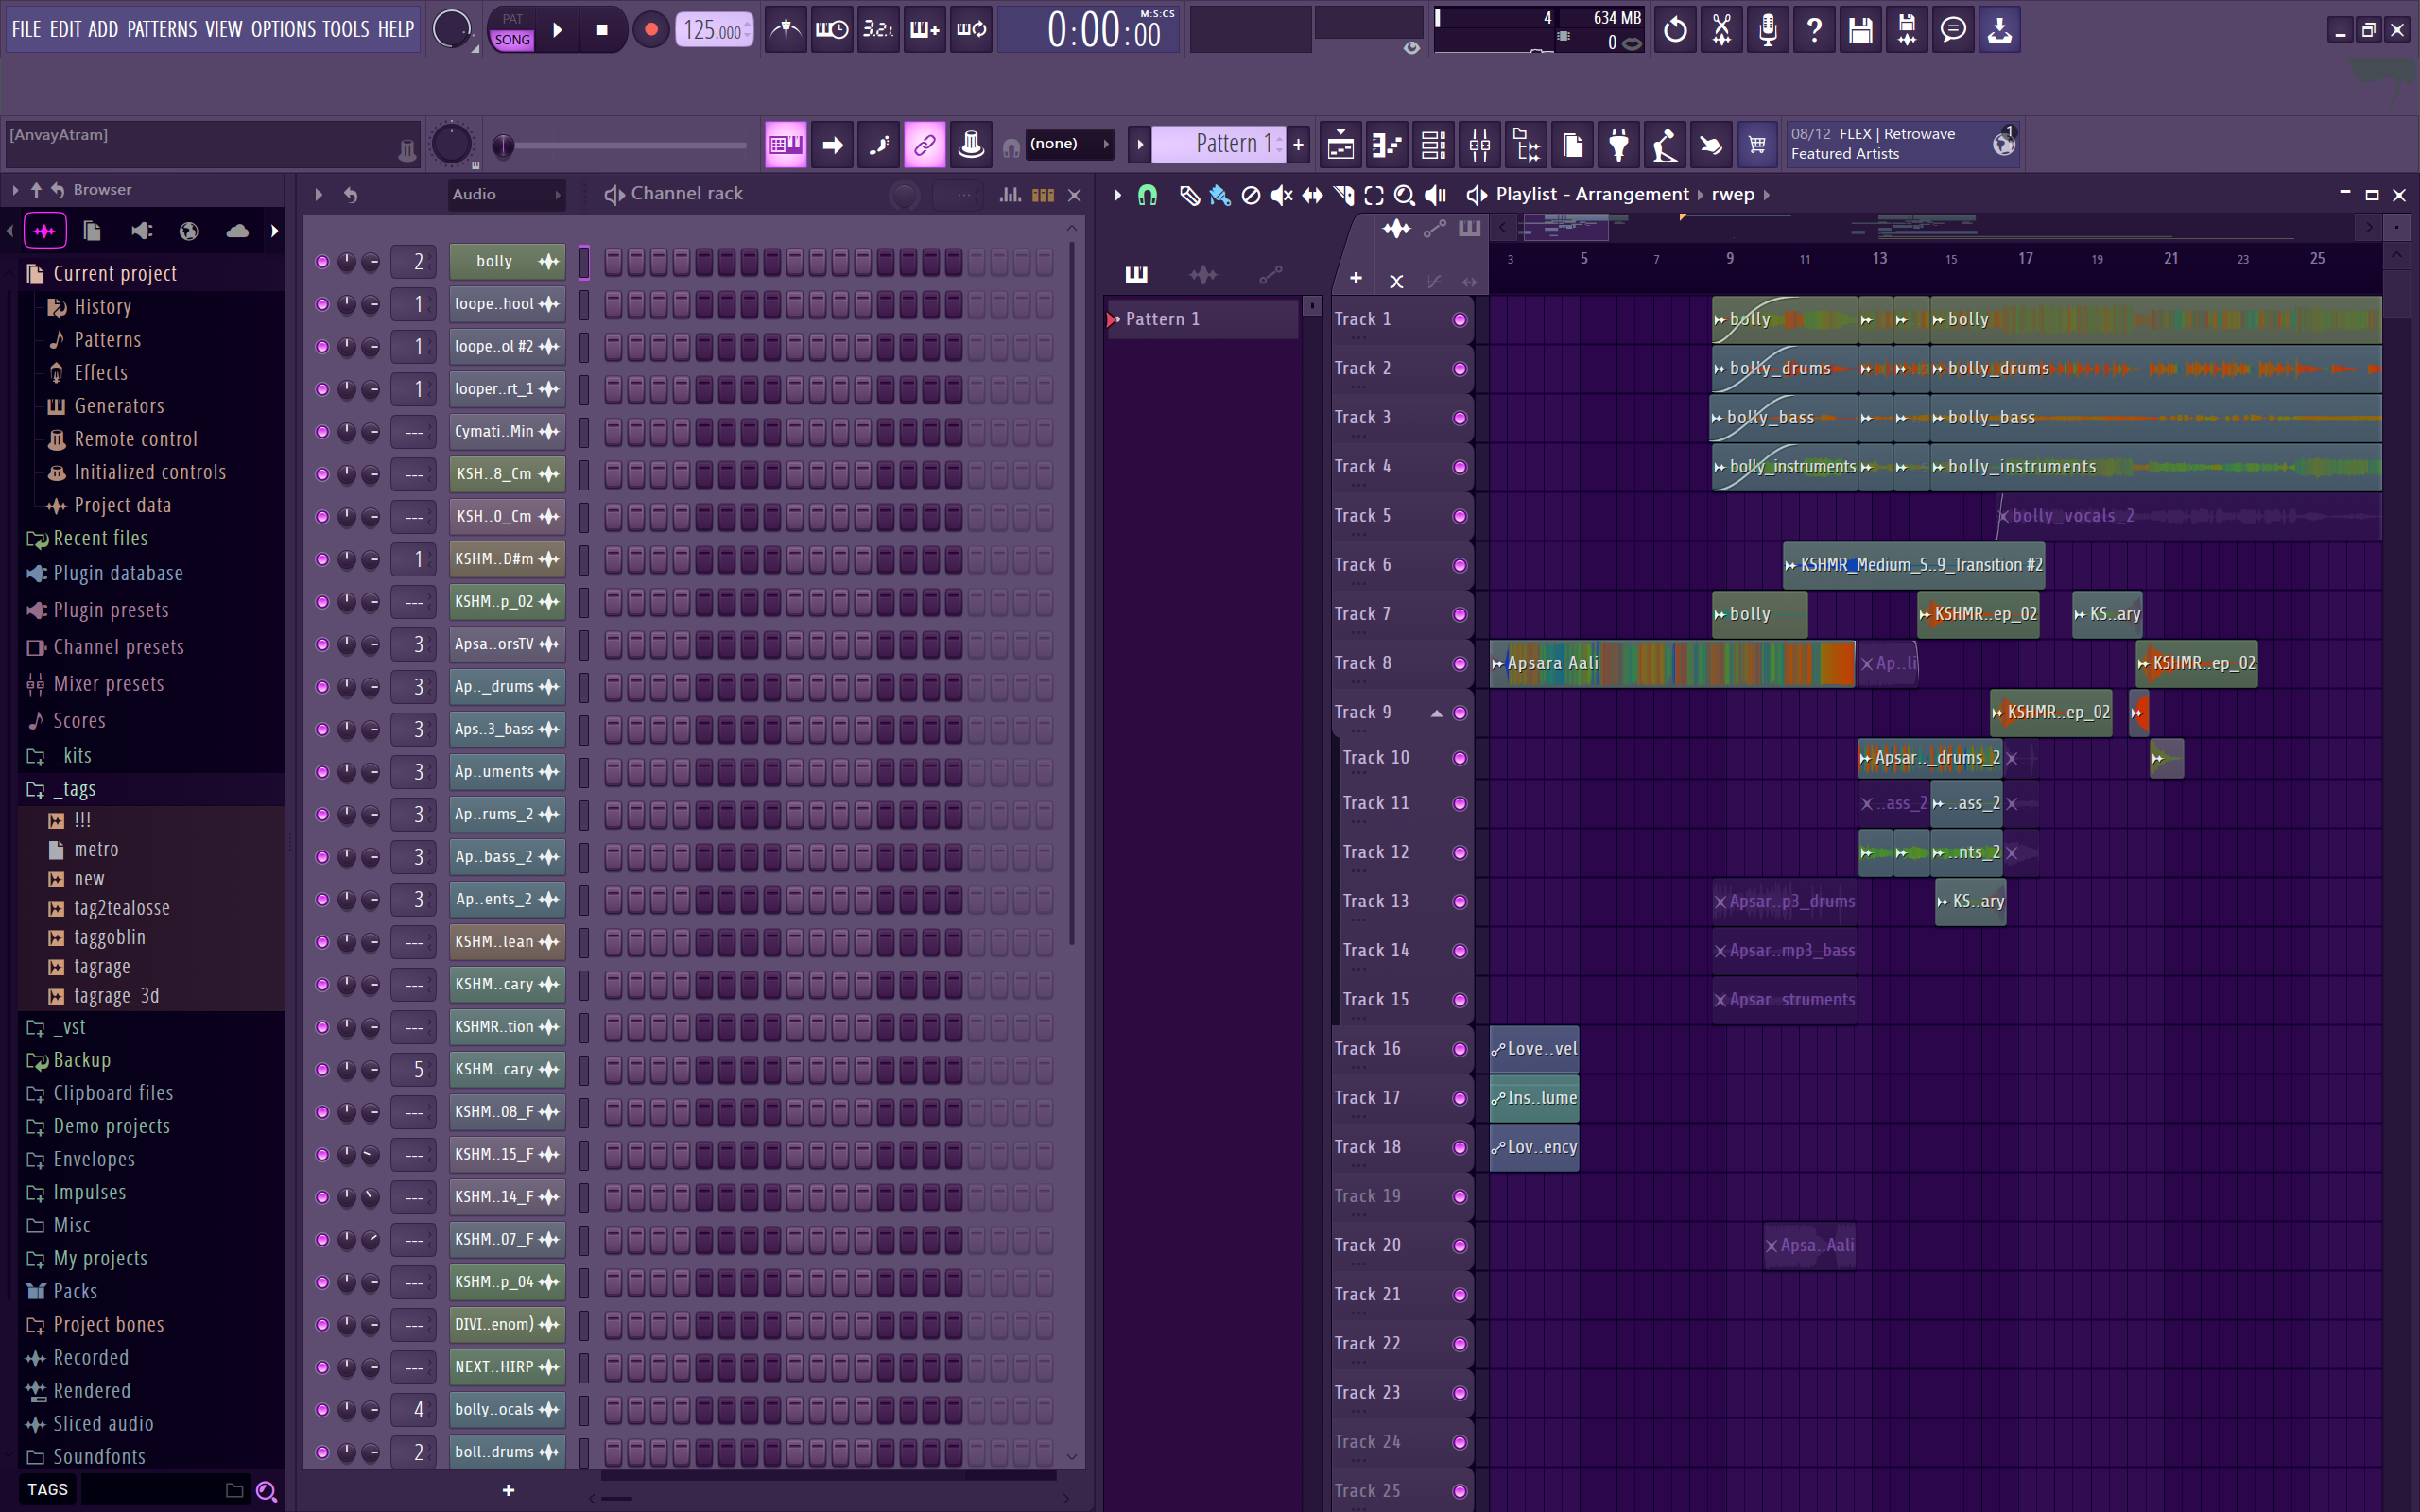 FILE EDIT ADD PATTERNS VIEW OPTIONS TOOLS HELP
PAT
SONG
125.000
3.2.1
0:00:00
M:S:CS
4
634 MB
0
[AnvayAtram]
(none)
Pattern 1
08/12 FLEX | Retrowave
Featured Artists
1
Browser
Current project
History
Patterns
Effects
Generators
Remote control
Initialized controls
Project data
Recent files
Plugin database
Plugin presets
Channel presets
Mixer presets
Scores
_kits
_tags
!!!
metro
new
tag2tealosse
taggoblin
tagrage
tagrage_3d
_vst
Backup
Clipboard files
Demo projects
Envelopes
Impulses
Misc
My projects
Packs
Project bones
Recorded
Rendered
Sliced audio
Soundfonts
TAGS
Audio
Channel rack
2 bolly
1 loope..hool
1 loope..ol #2
1 looper..rt_1
--- Cymati..Min
--- KSH..8_Cm
--- KSH..0_Cm
1 KSHM..D#m
--- KSHM..p_02
3 Apsa..orsTV
3 Ap.._drums
3 Aps..3_bass
3 Ap..uments
3 Ap..rums_2
3 Ap..bass_2
3 Ap..ents_2
--- KSHM..lean
--- KSHM..cary
--- KSHMR..tion
5 KSHM..cary
--- KSHM..08_F
--- KSHM..15_F
--- KSHM..14_F
--- KSHM..07_F
--- KSHM..p_04
--- DIVI..enom)
--- NEXT..HIRP
4 bolly..ocals
2 boll..drums
Playlist - Arrangement rwep
3 5 7 9 11 13 15 17 19 21 23 25
Pattern 1
Track 1 bolly bolly
Track 2 bolly_drums bolly_drums
Track 3 bolly_bass bolly_bass
Track 4 bolly_instruments bolly_instruments
Track 5 bolly_vocals_2
Track 6 KSHMR_Medium_S..9_Transition #2
Track 7 bolly KSHMR..ep_02 KS..ary
Track 8 Apsara Aali Ap..li KSHMR..ep_02
Track 9 KSHMR..ep_02
Track 10 Apsar.._drums_2
Track 11 ..ass_2 ..ass_2
Track 12 ..nts_2
Track 13 Apsar..p3_drums KS..ary
Track 14 Apsar..mp3_bass
Track 15 Apsar..struments
Track 16 Love..vel
Track 17 Ins..lume
Track 18 Lov..ency
Track 19
Track 20 Apsa..Aali
Track 21
Track 22
Track 23
Track 24
Track 25